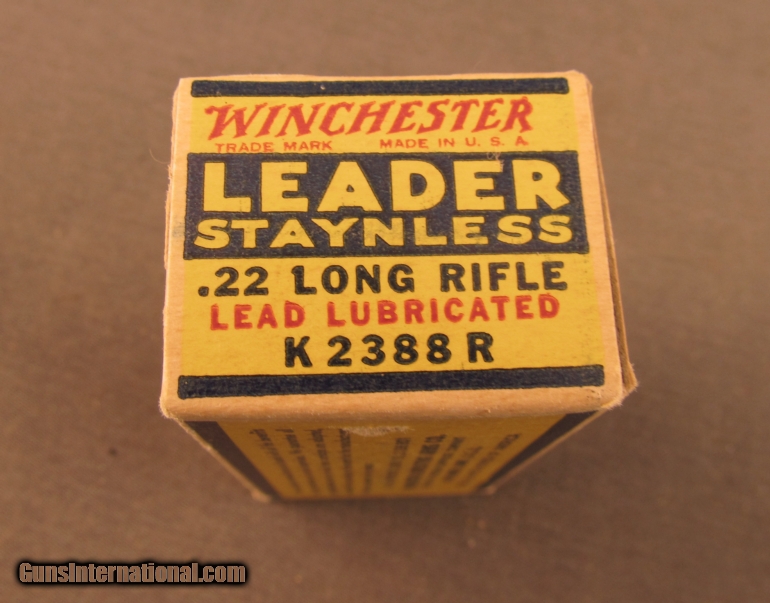 WINCHESTER
TRADE MARK MADE IN U. S. A.
LEADER
STAYNLESS
.22 LONG RIFLE
LEAD LUBRICATED
K 2388 R
GunsInternational.com